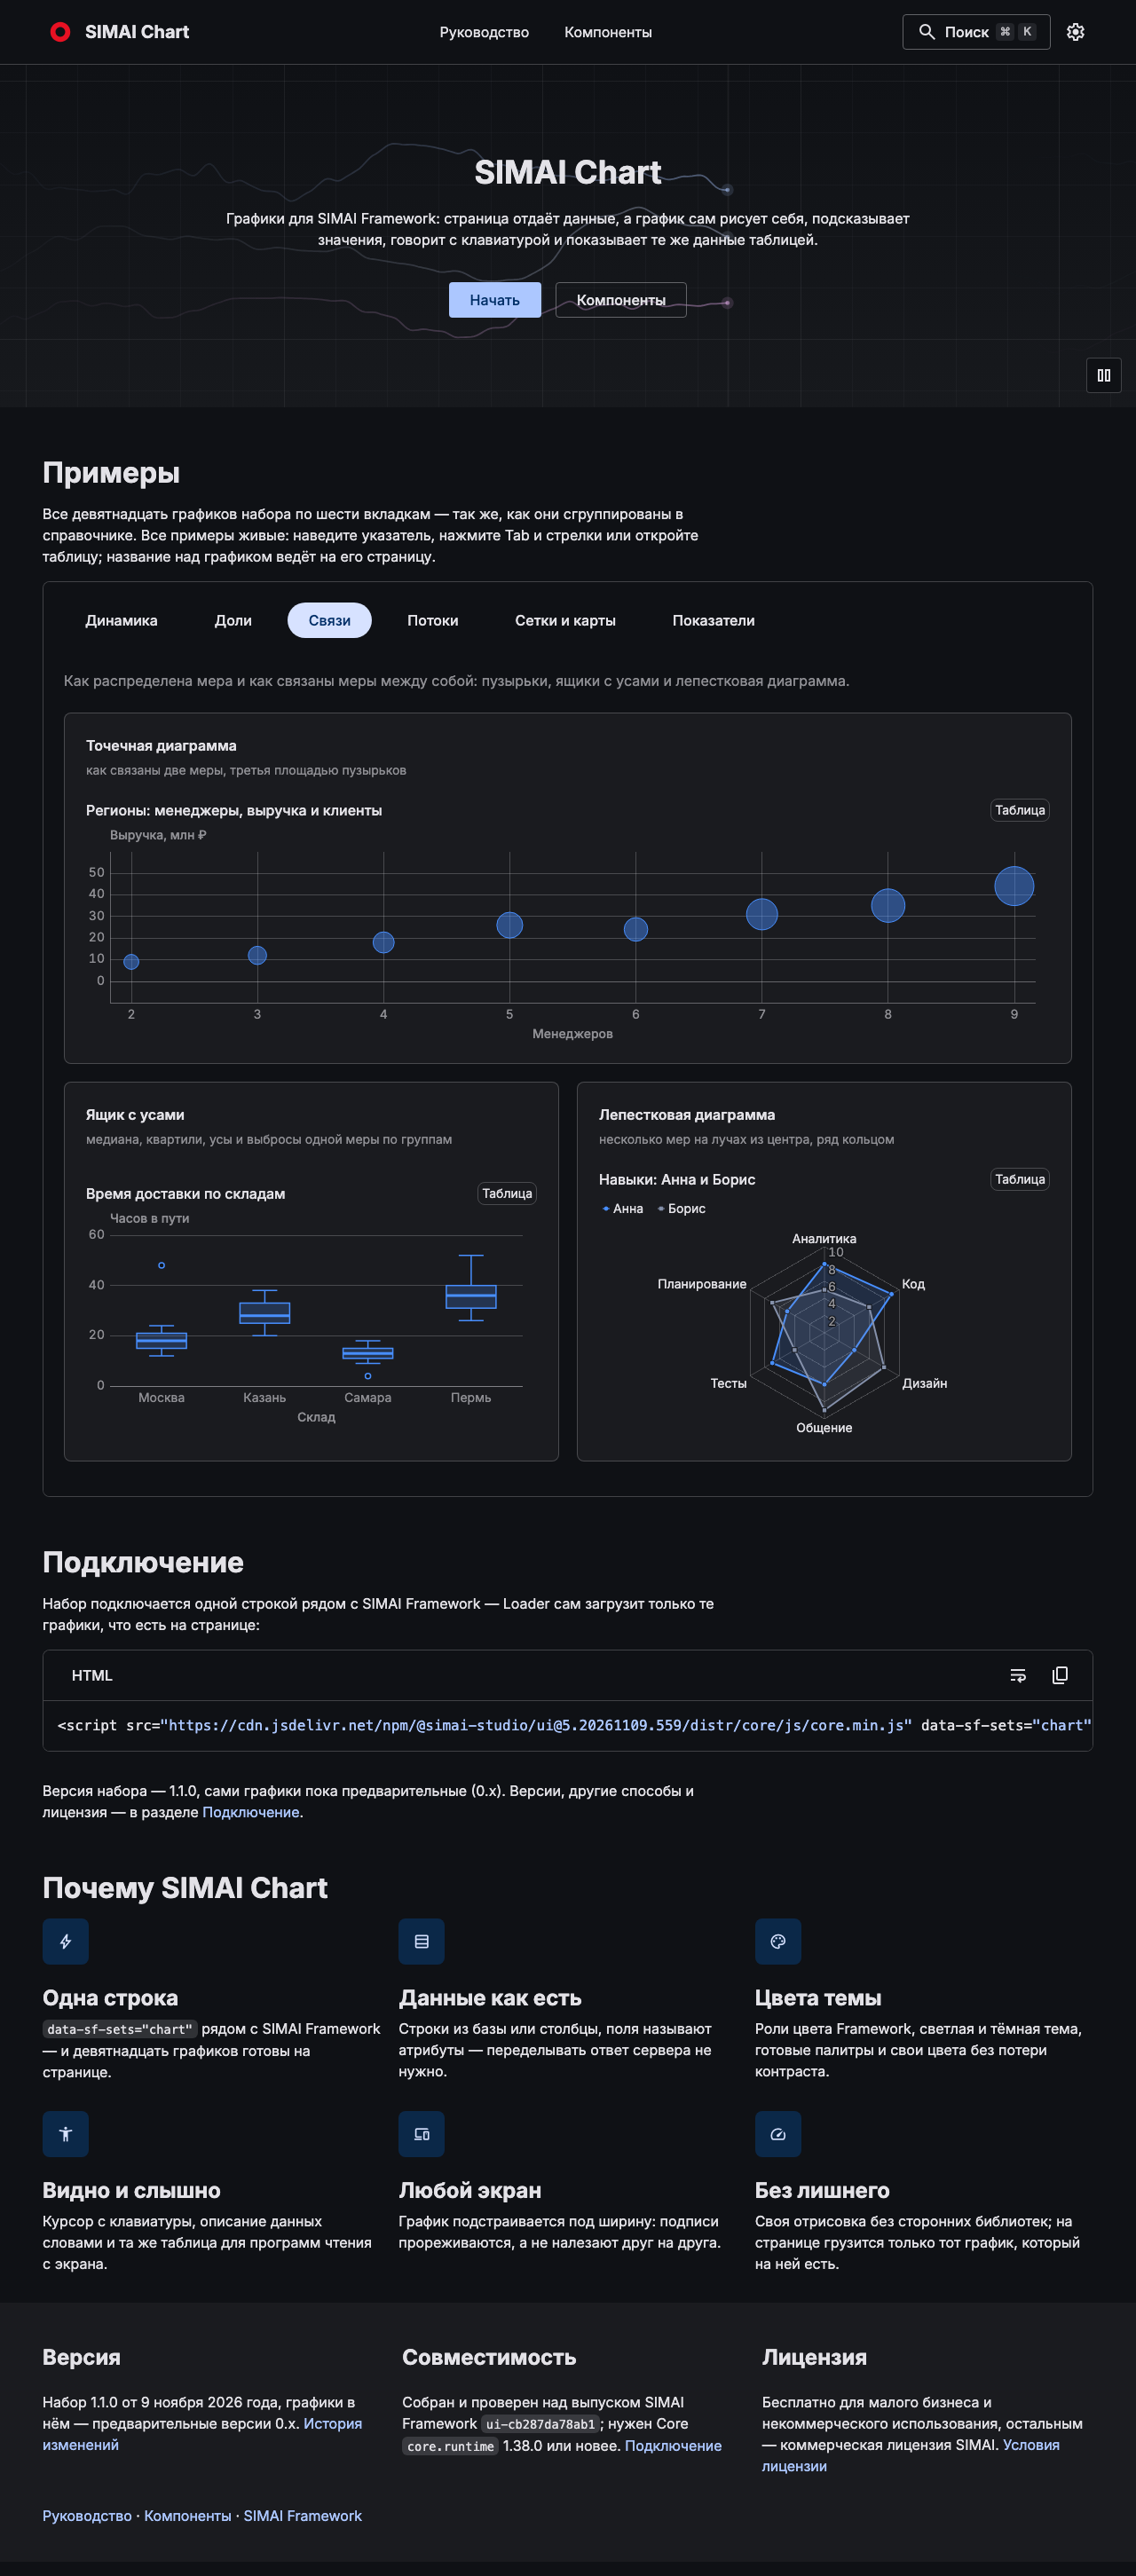 SIMAI Chart
Руководство
Компоненты
Поиск ⌘ K
SIMAI Chart
Графики для SIMAI Framework: страница отдаёт данные, а график сам рисует себя, подсказывает
значения, говорит с клавиатурой и показывает те же данные таблицей.
Начать
Компоненты
Примеры
Все девятнадцать графиков набора по шести вкладкам — так же, как они сгруппированы в
справочнике. Все примеры живые: наведите указатель, нажмите Tab и стрелки или откройте
таблицу; название над графиком ведёт на его страницу.
Динамика
Доли
Связи
Потоки
Сетки и карты
Показатели
Как распределена мера и как связаны меры между собой: пузырьки, ящики с усами и лепестковая диаграмма.
Точечная диаграмма
как связаны две меры, третья площадью пузырьков
Регионы: менеджеры, выручка и клиенты
Таблица
Выручка, млн ₽
50
40
30
20
10
0
2 3 4 5 6 7 8 9
Менеджеров
Ящик с усами
медиана, квартили, усы и выбросы одной меры по группам
Время доставки по складам
Таблица
Часов в пути
60
40
20
0
Москва Казань Самара Пермь
Склад
Лепестковая диаграмма
несколько мер на лучах из центра, ряд кольцом
Навыки: Анна и Борис
Таблица
Анна Борис
Аналитика
10
8
6
4
2
Планирование
Код
Тесты
Дизайн
Общение
Подключение
Набор подключается одной строкой рядом с SIMAI Framework — Loader сам загрузит только те
графики, что есть на странице:
HTML
<script src="https://cdn.jsdelivr.net/npm/@simai-studio/ui@5.20261109.559/distr/core/js/core.min.js" data-sf-sets="chart"
Версия набора — 1.1.0, сами графики пока предварительные (0.x). Версии, другие способы и
лицензия — в разделе Подключение.
Почему SIMAI Chart
Одна строка
data-sf-sets="chart" рядом с SIMAI Framework
— и девятнадцать графиков готовы на
странице.
Данные как есть
Строки из базы или столбцы, поля называют
атрибуты — переделывать ответ сервера не
нужно.
Цвета темы
Роли цвета Framework, светлая и тёмная тема,
готовые палитры и свои цвета без потери
контраста.
Видно и слышно
Курсор с клавиатуры, описание данных
словами и та же таблица для программ чтения
с экрана.
Любой экран
График подстраивается под ширину: подписи
прореживаются, а не налезают друг на друга.
Без лишнего
Своя отрисовка без сторонних библиотек; на
странице грузится только тот график, который
на ней есть.
Версия
Набор 1.1.0 от 9 ноября 2026 года, графики в
нём — предварительные версии 0.x. История
изменений
Совместимость
Собран и проверен над выпуском SIMAI
Framework ui-cb287da78ab1; нужен Core
core.runtime 1.38.0 или новее. Подключение
Лицензия
Бесплатно для малого бизнеса и
некоммерческого использования, остальным
— коммерческая лицензия SIMAI. Условия
лицензии
Руководство · Компоненты · SIMAI Framework